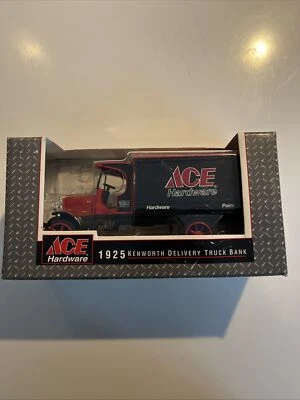 ACE
Hardware
Hardware Paint
ACE
Hardware
1925 KENWORTH DELIVERY TRUCK BANK